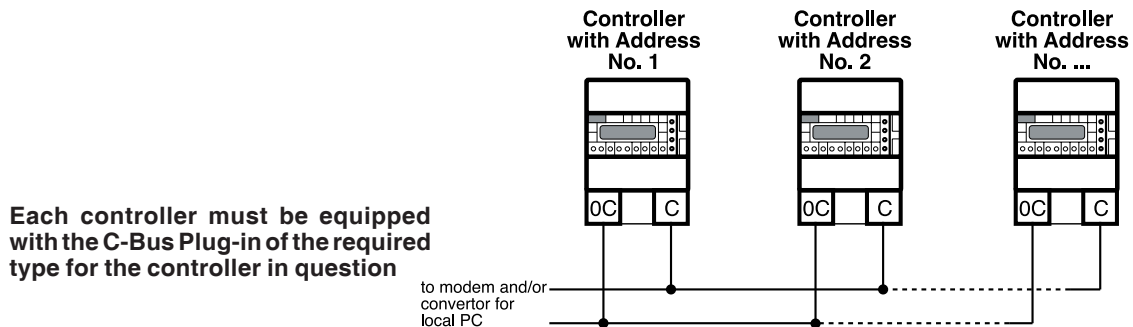 Controller
with Address
No. 1
Controller
with Address
No. 2
Controller
with Address
No. ...
0C C
0C C
0C C
Each controller must be equipped
with the C-Bus Plug-in of the required
type for the controller in question
to modem and/or
convertor for
local PC